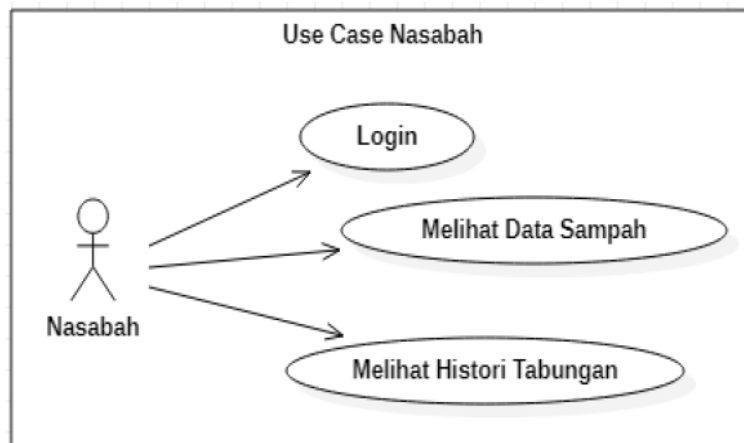 Use Case Nasabah
Login
Melihat Data Sampah
Nasabah
Melihat Histori Tabungan